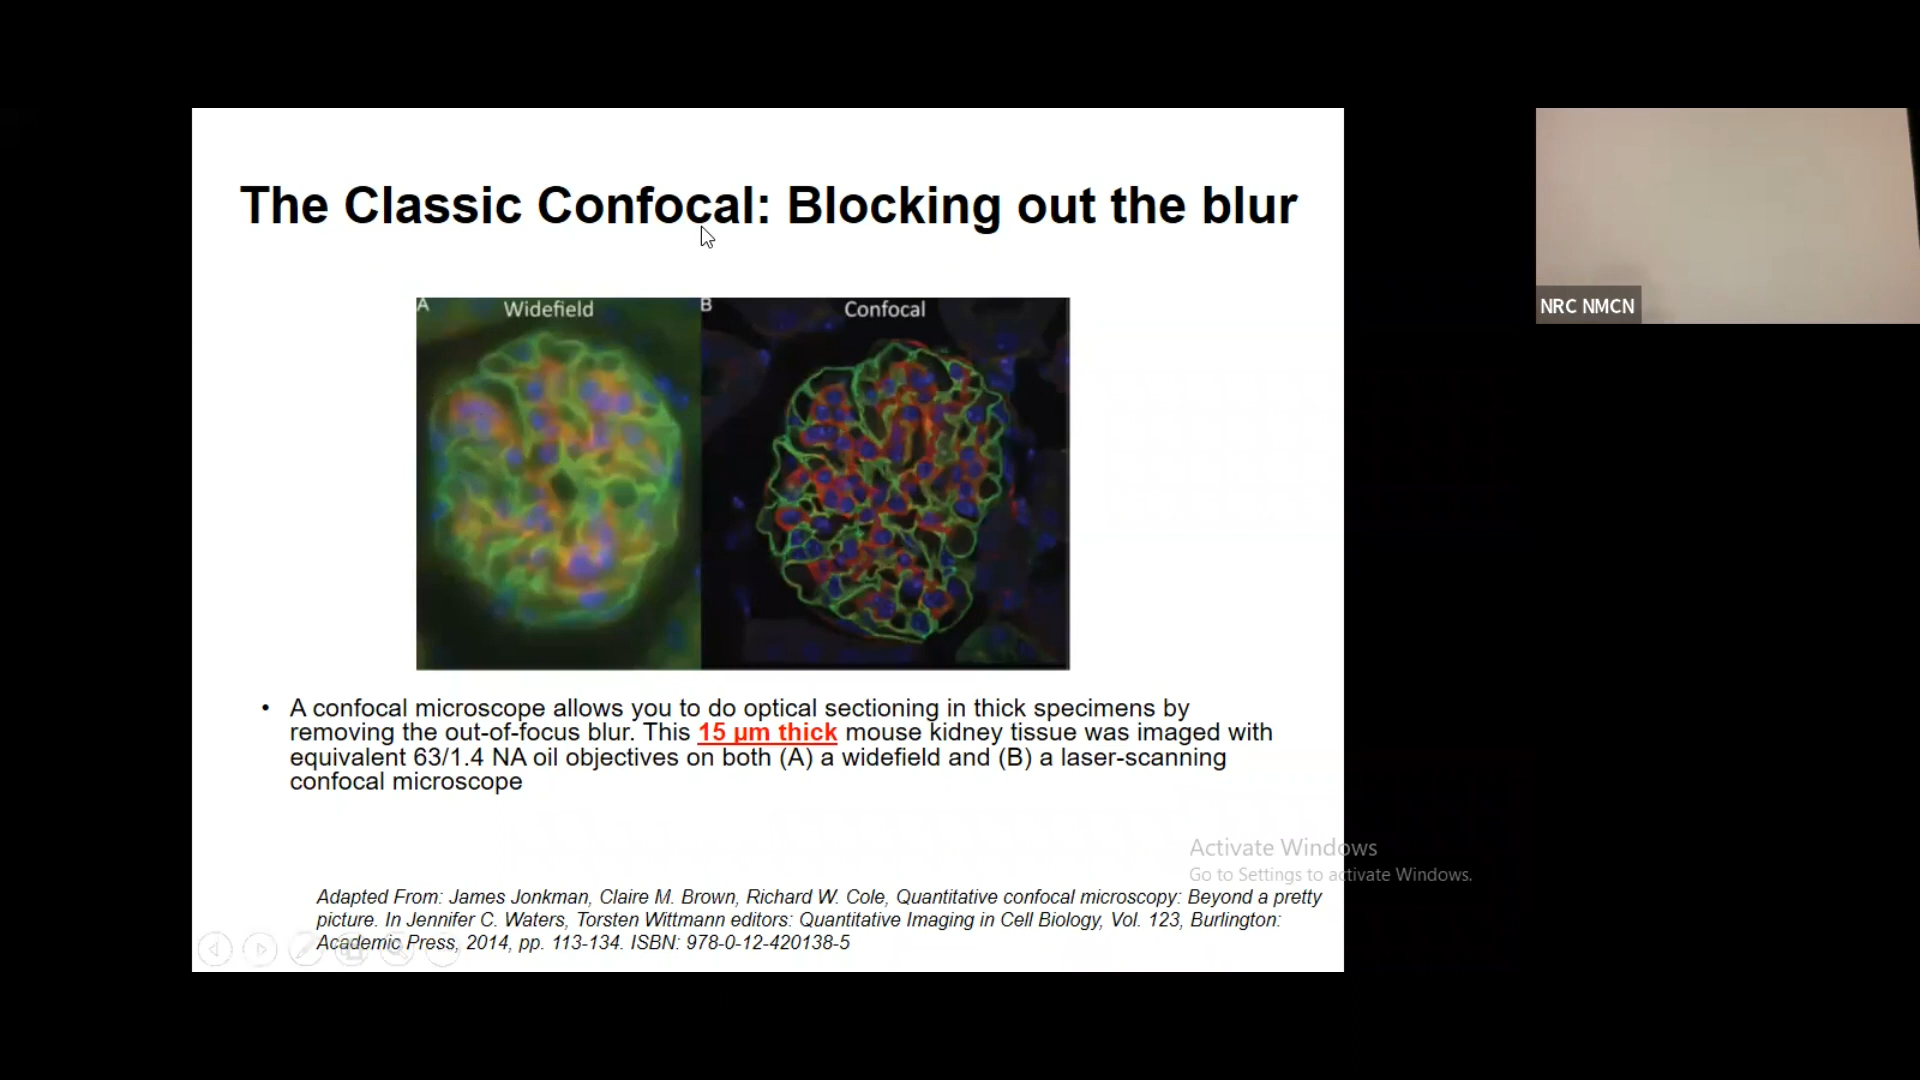 The Classic Confocal: Blocking out the blur
A Widefield B Confocal
• A confocal microscope allows you to do optical sectioning in thick specimens by
removing the out-of-focus blur. This 15 µm thick mouse kidney tissue was imaged with
equivalent 63/1.4 NA oil objectives on both (A) a widefield and (B) a laser-scanning
confocal microscope
Adapted From: James Jonkman, Claire M. Brown, Richard W. Cole, Quantitative confocal microscopy: Beyond a pretty
picture. In Jennifer C. Waters, Torsten Wittmann editors: Quantitative Imaging in Cell Biology, Vol. 123, Burlington:
Academic Press, 2014, pp. 113-134. ISBN: 978-0-12-420138-5
Activate Windows
Go to Settings to activate Windows.
NRC NMCN